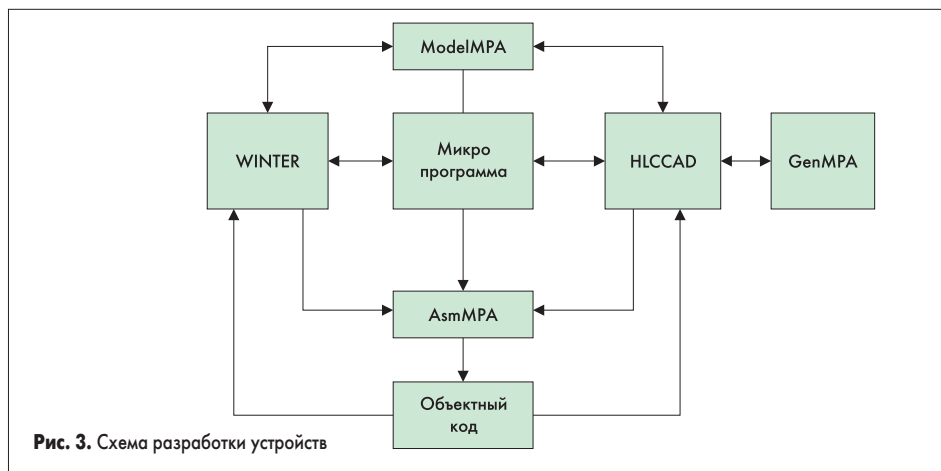 ModelMPA
WINTER
Микро
программа
HLCCAD
GenMPA
AsmMPA
Объектный
код
Рис. 3. Схема разработки устройств